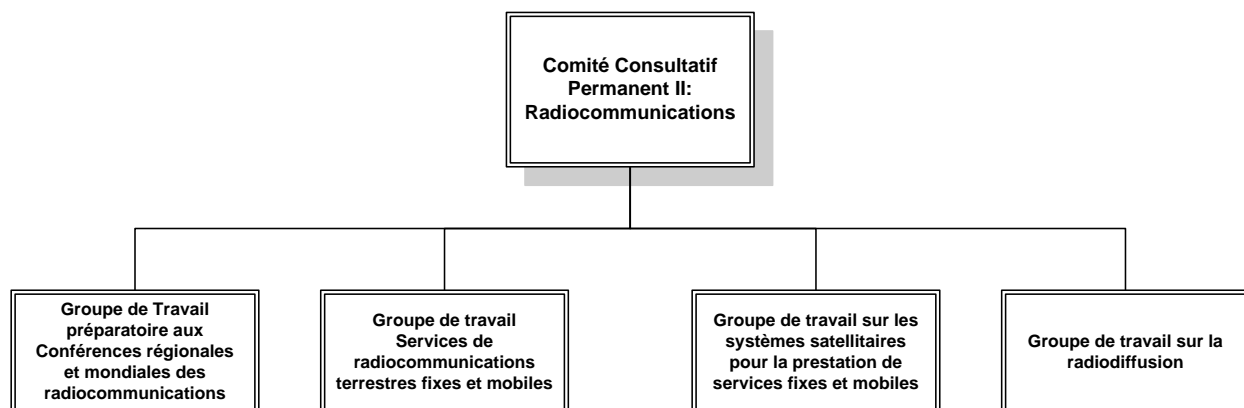 Comité Consultatif
Permanent II:
Radiocommunications
Groupe de Travail
préparatoire aux
Conférences régionales
et mondiales des
radiocommunications
Groupe de travail
Services de
radiocommunications
terrestres fixes et mobiles
Groupe de travail sur les
systèmes satellitaires
pour la prestation de
services fixes et mobiles
Groupe de travail sur la
radiodiffusion